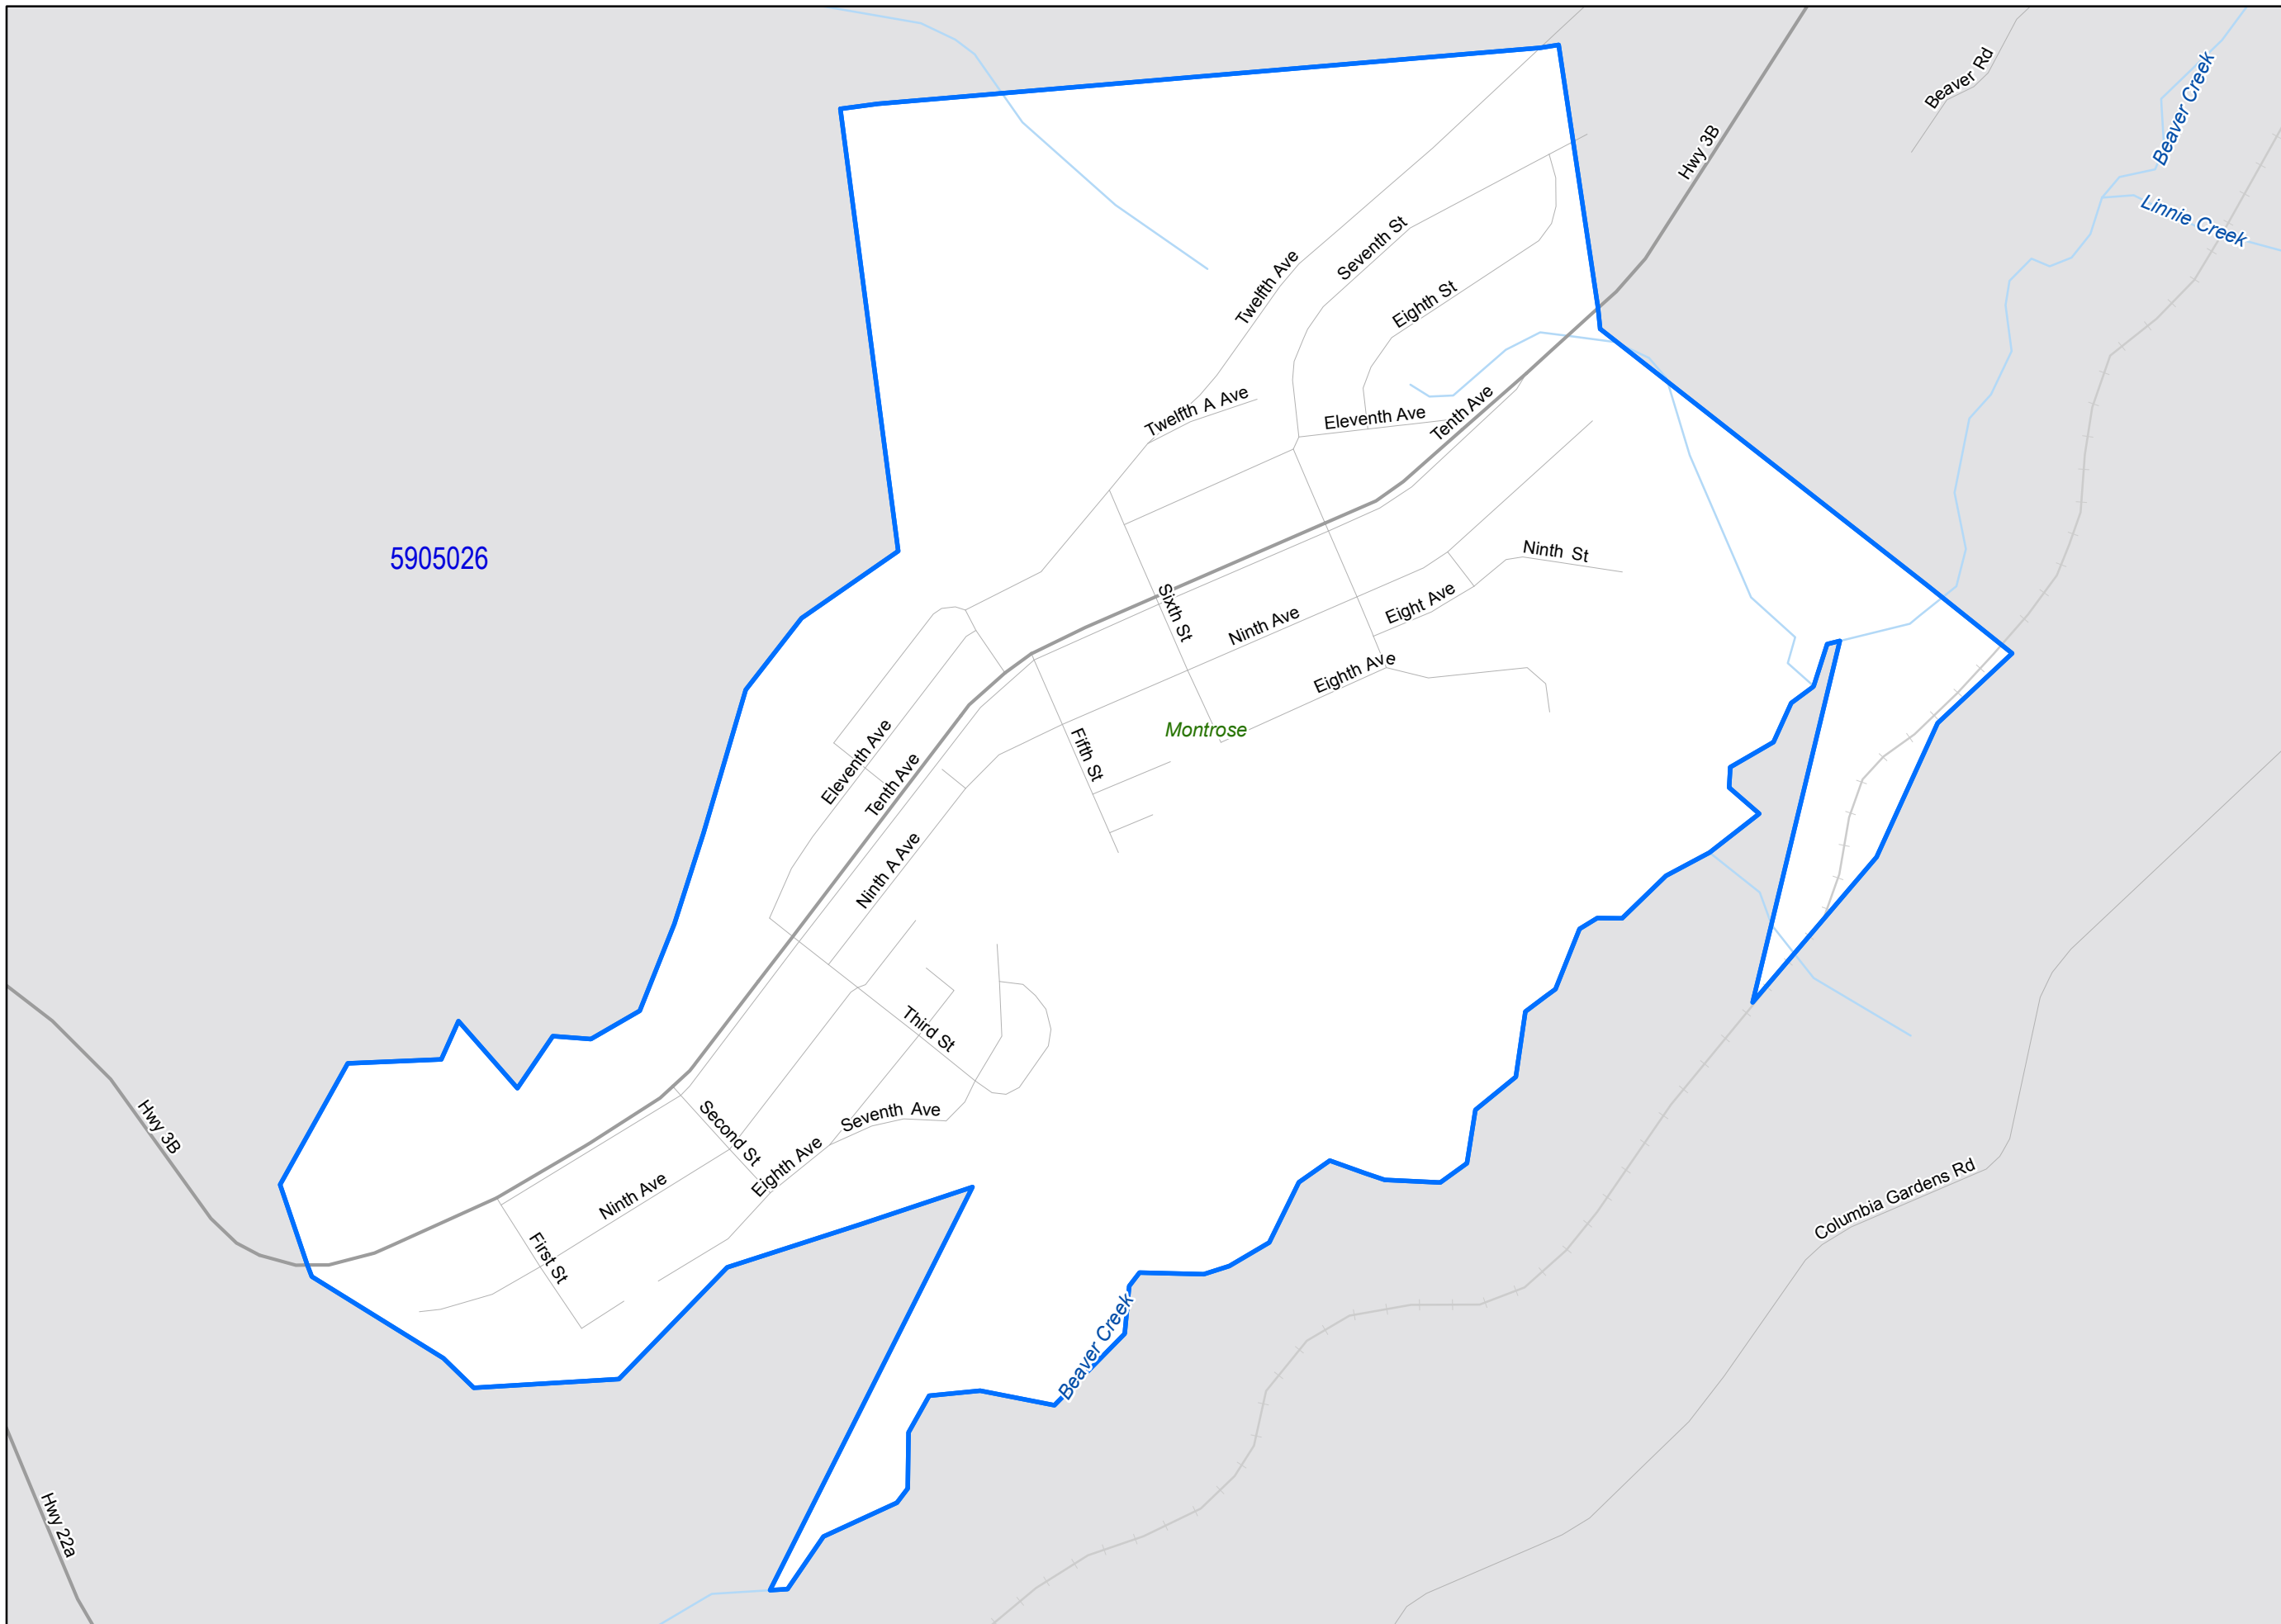 Beaver Rd
Beaver Creek
Hwy 3B
Linnie Creek
Seventh St
Twelfth Ave
Eighth St
Twelfth A Ave
Eleventh Ave
Tenth Ave
5905026
Ninth St
Sixth St
Eight Ave
Ninth Ave
Eighth Ave
Montrose
Fifth St
Eleventh Ave
Tenth Ave
Ninth A Ave
Third St
Hwy 3B
Second St
Seventh Ave
Eighth Ave
Ninth Ave
Columbia Gardens Rd
First St
Beaver Creek
Hwy 22a